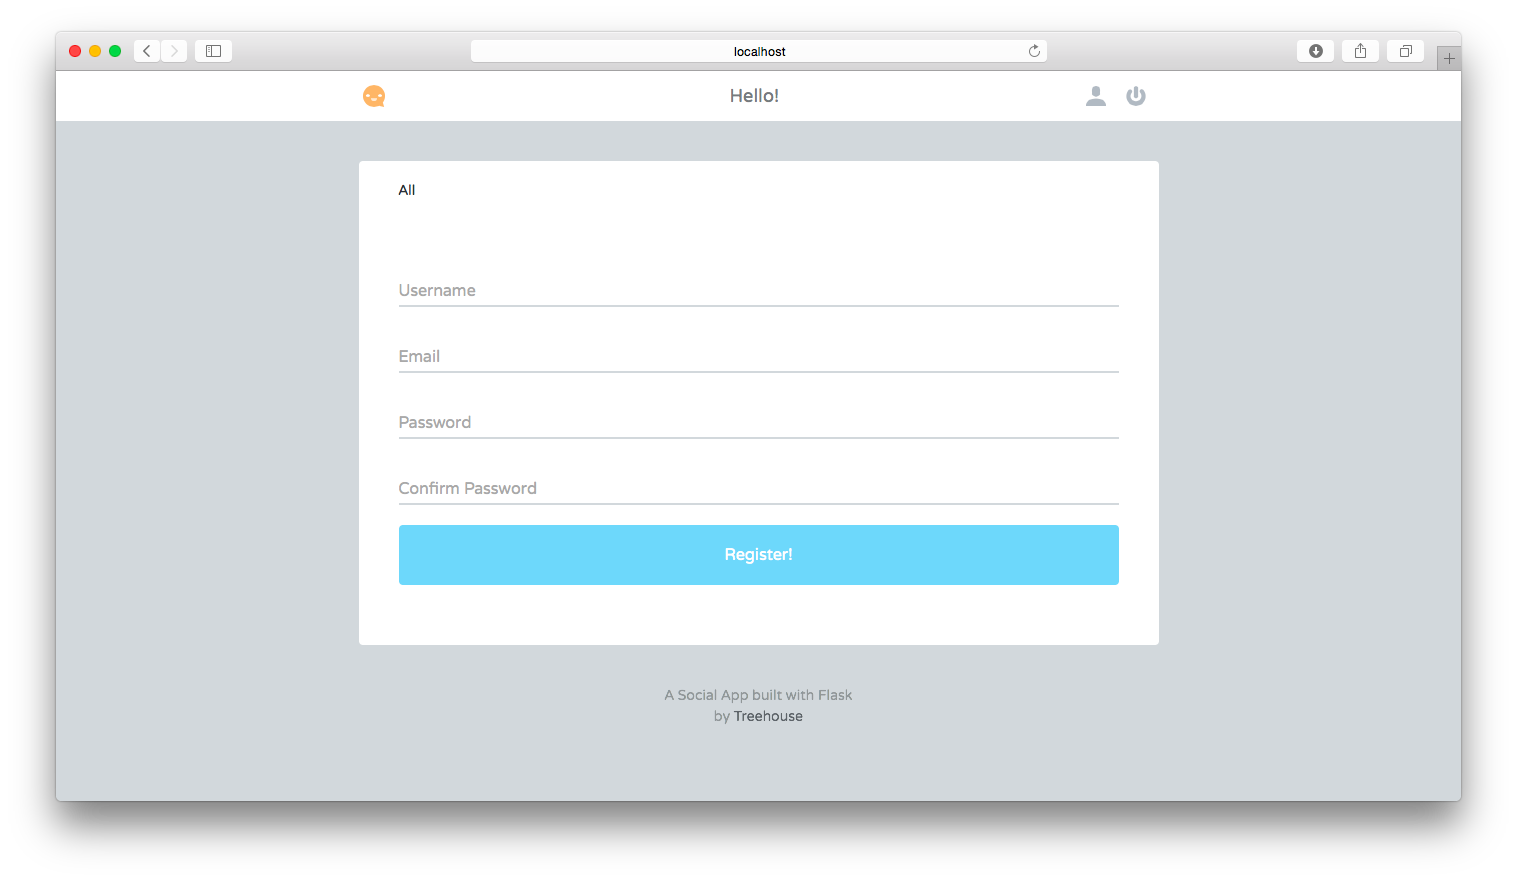 localhost
Hello!
All
Username
Email
Password
Confirm Password
Register!
A Social App built with Flask
by Treehouse